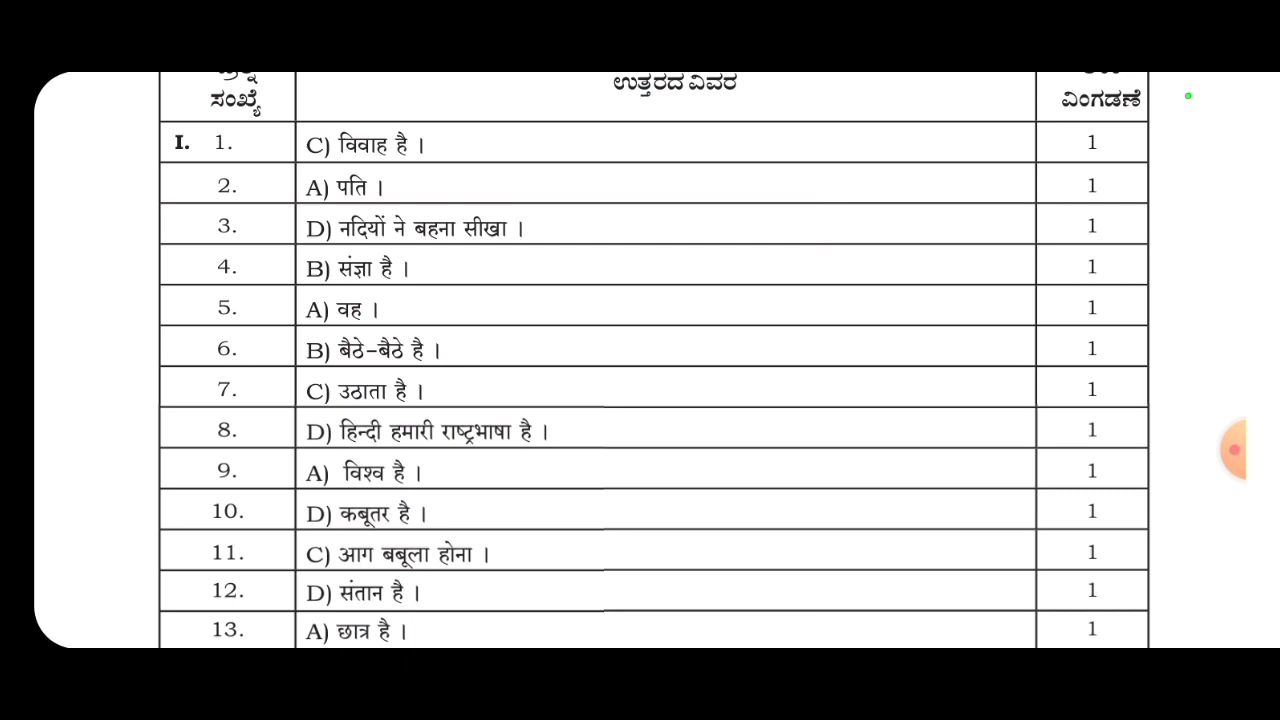 ಉತ್ತರದ ವಿವರ
ಸಂಖ್ಯೆ ವಿಂಗಡಣೆ
I. 1. C) विवाह है । 1
2. A) पति । 1
3. D) नदियों ने बहना सीखा । 1
4. B) संज्ञा है । 1
5. A) वह । 1
6. B) बैठे-बैठे है । 1
7. C) उठाता है । 1
8. D) हिन्दी हमारी राष्ट्रभाषा है । 1
9. A) विश्व है । 1
10. D) कबूतर है । 1
11. C) आग बबूला होना । 1
12. D) संतान है । 1
13. A) छात्र है । 1